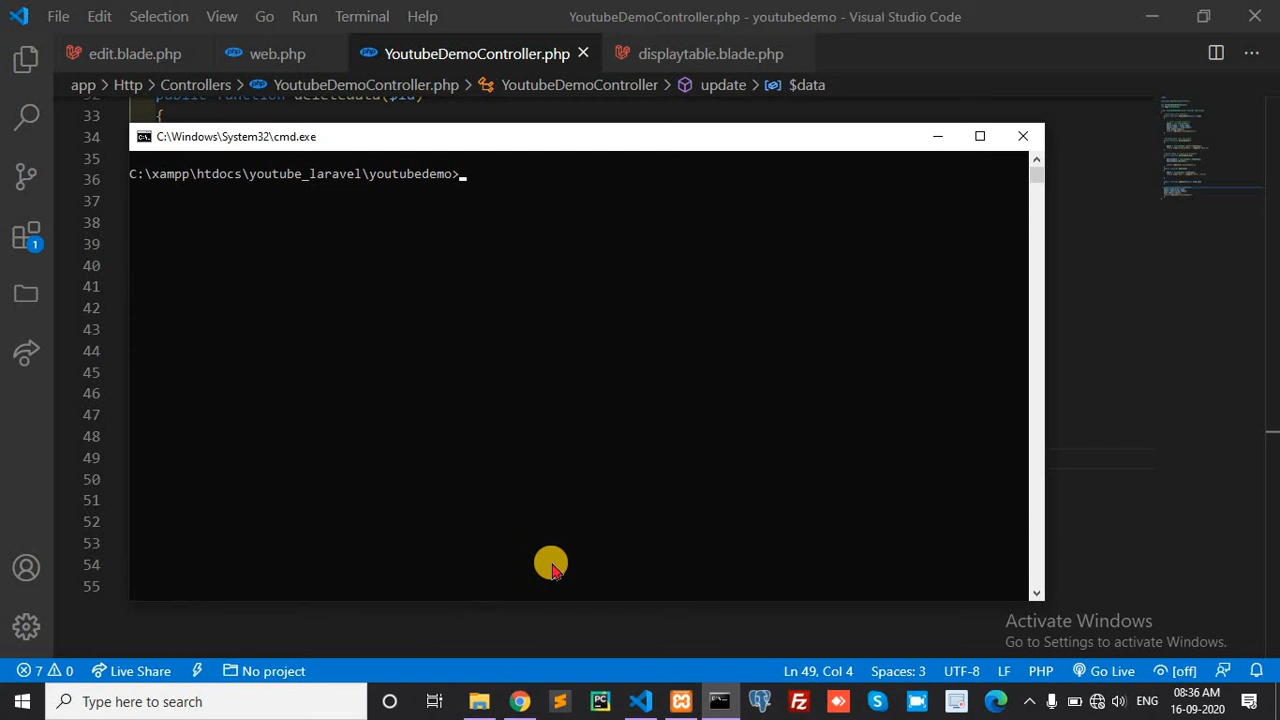 File Edit Selection View Go Run Terminal Help YoutubeDemoController.php - youtubedemo - Visual Studio Code
edit.blade.php web.php YoutubeDemoController.php displaytable.blade.php
app > Http > Controllers > YoutubeDemoController.php > YoutubeDemoController > update > $data
public function deletedata($id)
33 {
34
C:\Windows\System32\cmd.exe
35
C:\xampp\htdocs\youtube_laravel\youtubedemo>
36
37
38
39
40
41
42
43
44
45
46
47
48
49
50
51
52
53
54
55
1
Activate Windows
Go to Settings to activate Windows.
7 0 Live Share No project Ln 49, Col 4 Spaces: 3 UTF-8 LF PHP Go Live [off]
Type here to search ENG 08:36 AM
16-09-2020